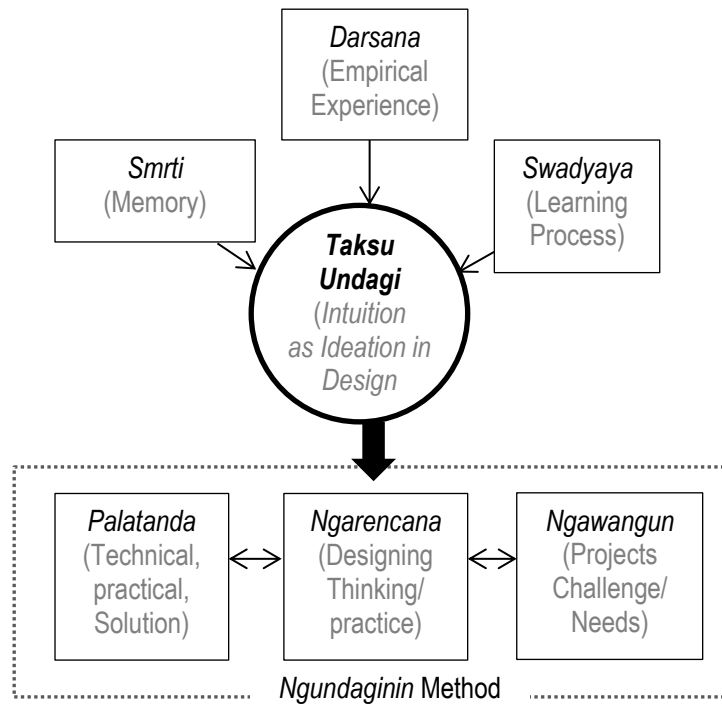 Darsana
(Empirical
Experience)
Smrti
(Memory)
Swadyaya
(Learning
Process)
Taksu
Undagi
(Intuition
as Ideation in
Design
Palatanda
(Technical,
practical,
Solution)
Ngarencana
(Designing
Thinking/
practice)
Ngawangun
(Projects
Challenge/
Needs)
Ngundaginin Method